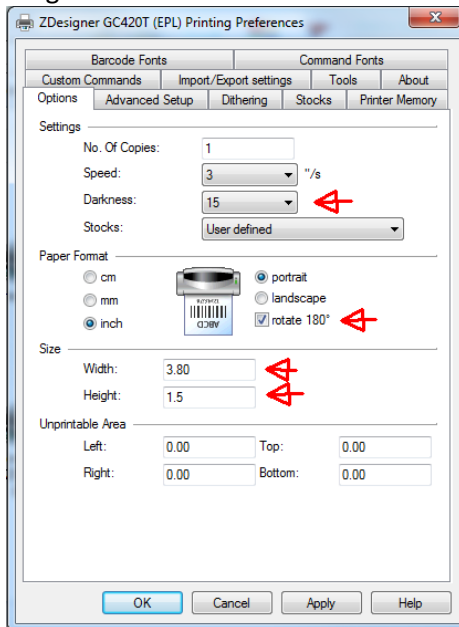 ZDesigner GC420T (EPL) Printing Preferences
Barcode Fonts Command Fonts
Custom Commands Import/Export settings Tools About
Options Advanced Setup Dithering Stocks Printer Memory
Settings
No. Of Copies: 1
Speed: 3 "/s
Darkness: 15
Stocks: User defined
Paper Format
cm portrait
mm landscape
inch rotate 180°
ABCD
Size
Width: 3.80
Height: 1.5
Unprintable Area
Left: 0.00 Top: 0.00
Right: 0.00 Bottom: 0.00
OK Cancel Apply Help